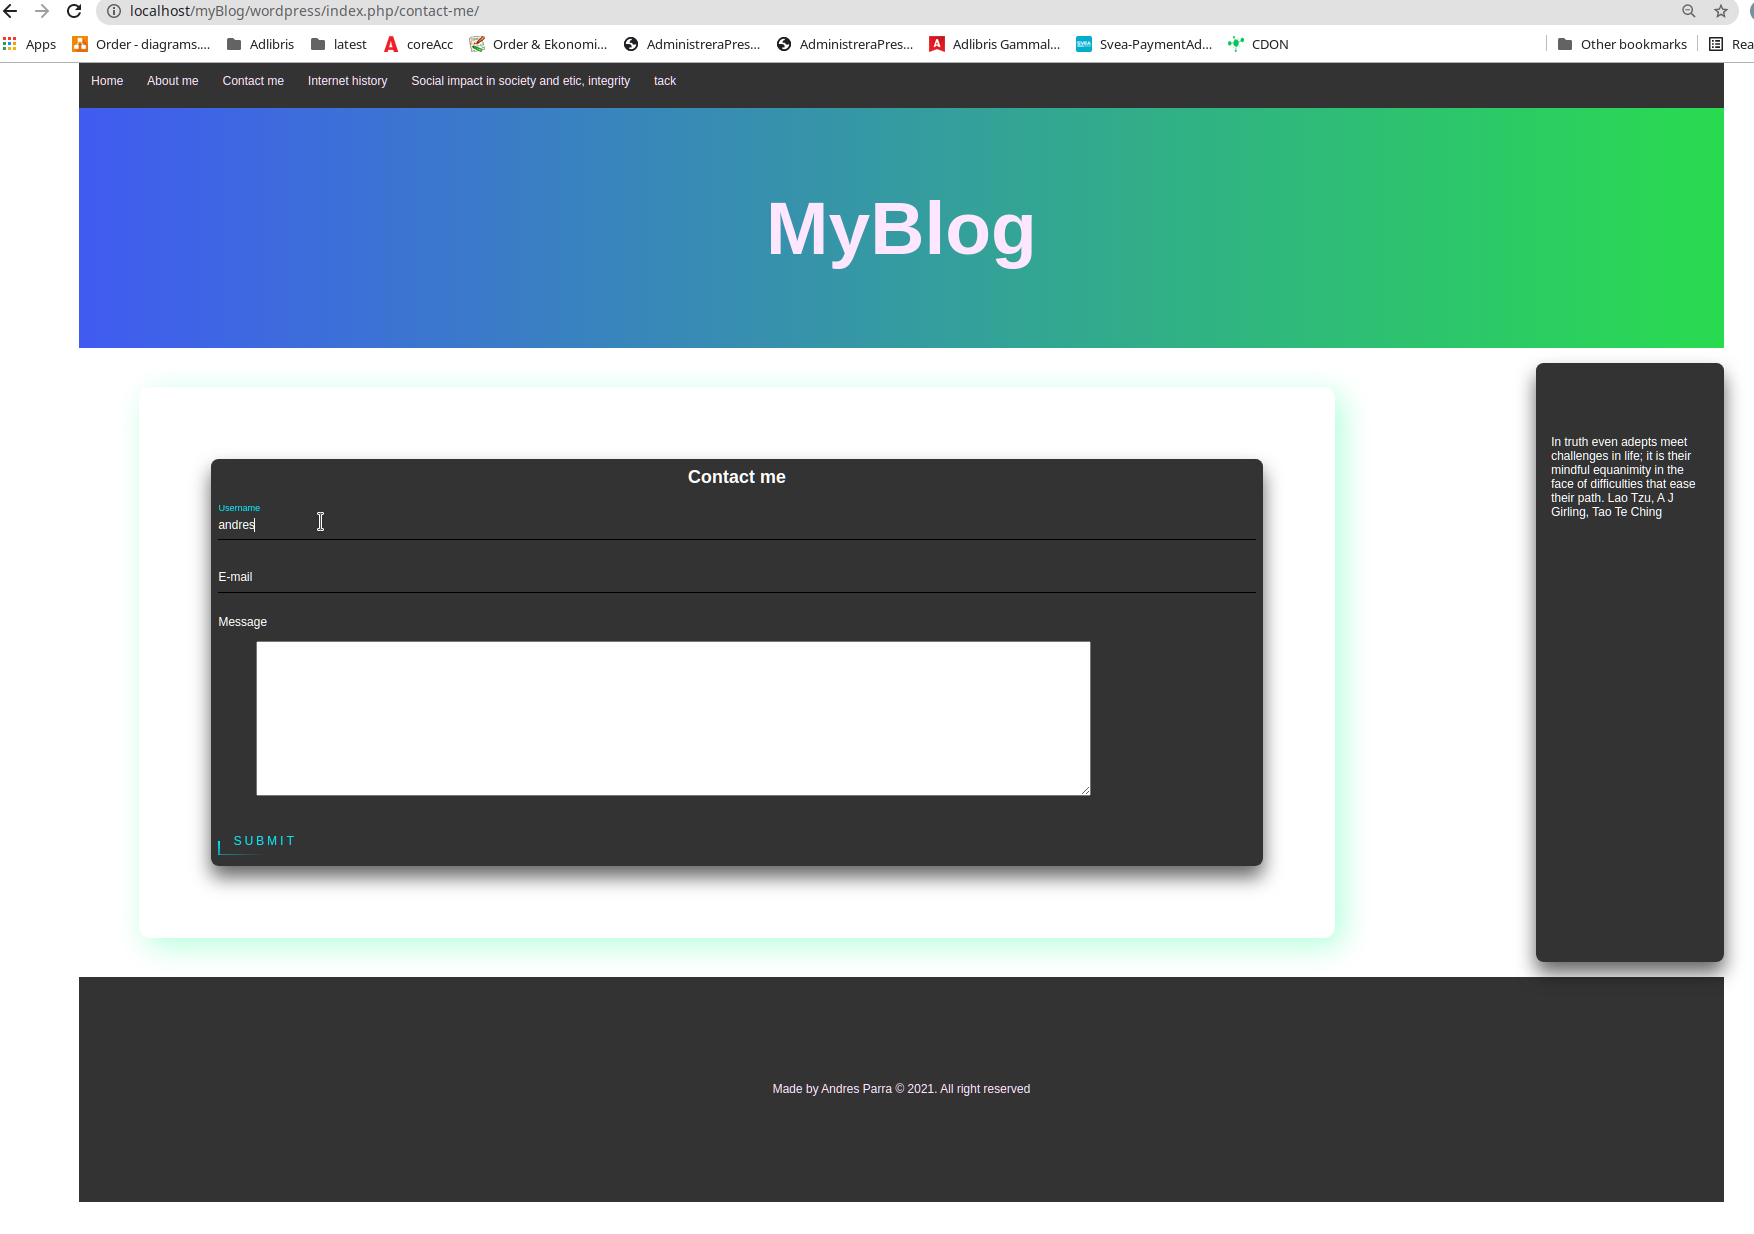 localhost/myBlog/wordpress/index.php/contact-me/
Apps Order - diagrams.... Adlibris latest coreAcc Order & Ekonomi... AdministreraPres... AdministreraPres... Adlibris Gammal... Svea-PaymentAd... CDON Other bookmarks Rea
Home About me Contact me Internet history Social impact in society and etic, integrity tack
MyBlog
Contact me
Username
andres
E-mail
Message
SUBMIT
In truth even adepts meet
challenges in life; it is their
mindful equanimity in the
face of difficulties that ease
their path. Lao Tzu, A J
Girling, Tao Te Ching
Made by Andres Parra © 2021. All right reserved